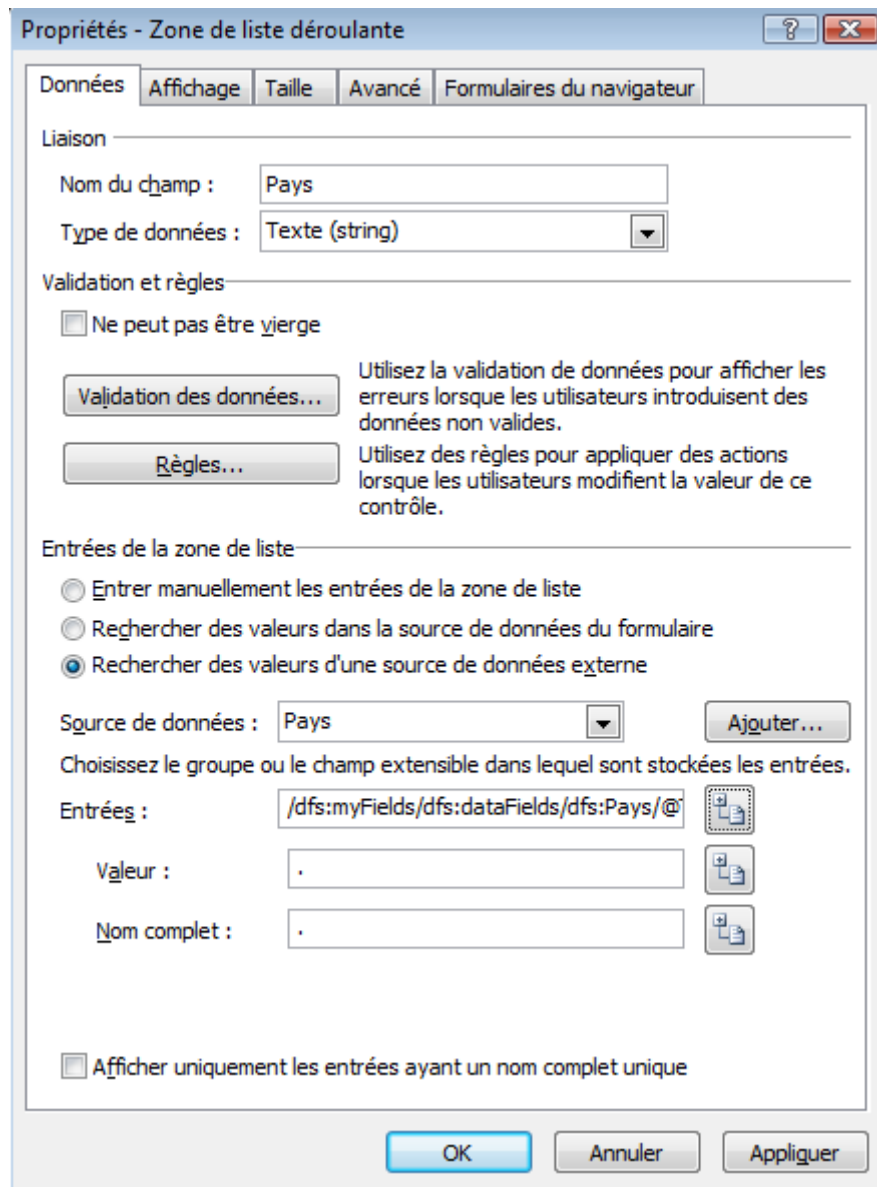 Propriétés - Zone de liste déroulante
Données Affichage Taille Avancé Formulaires du navigateur
Liaison
Nom du champ : Pays
Type de données : Texte (string)
Validation et règles
Ne peut pas être vierge
Validation des données...
Utilisez la validation de données pour afficher les
erreurs lorsque les utilisateurs introduisent des
données non valides.
Règles...
Utilisez des règles pour appliquer des actions
lorsque les utilisateurs modifient la valeur de ce
contrôle.
Entrées de la zone de liste
Entrer manuellement les entrées de la zone de liste
Rechercher des valeurs dans la source de données du formulaire
Rechercher des valeurs d'une source de données externe
Source de données : Pays Ajouter...
Choisissez le groupe ou le champ extensible dans lequel sont stockées les entrées.
Entrées : /dfs:myFields/dfs:dataFields/dfs:Pays/@
Valeur : .
Nom complet : .
Afficher uniquement les entrées ayant un nom complet unique
OK Annuler Appliquer